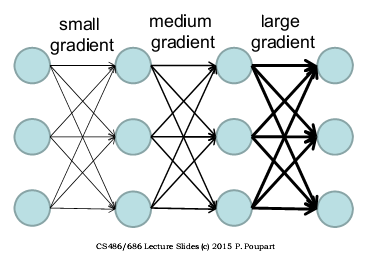 small
gradient
medium
gradient
large
gradient
CS486/686 Lecture Slides (c) 2015 P. Poupart